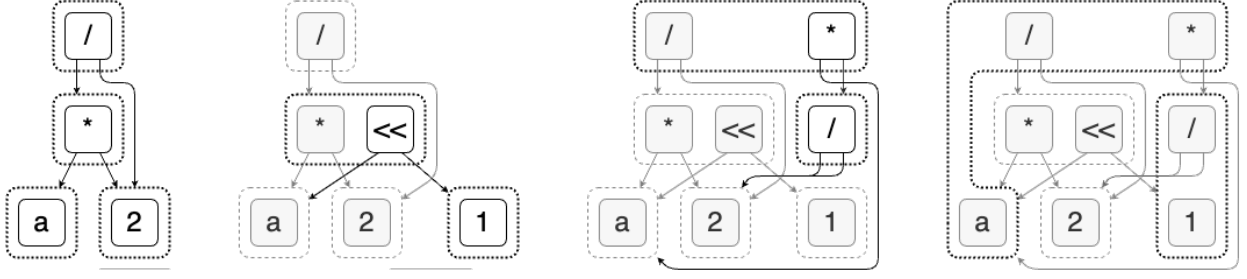 / / / * / *
* * << * << / * << /
a 2 a 2 1 a 2 1 a 2 1